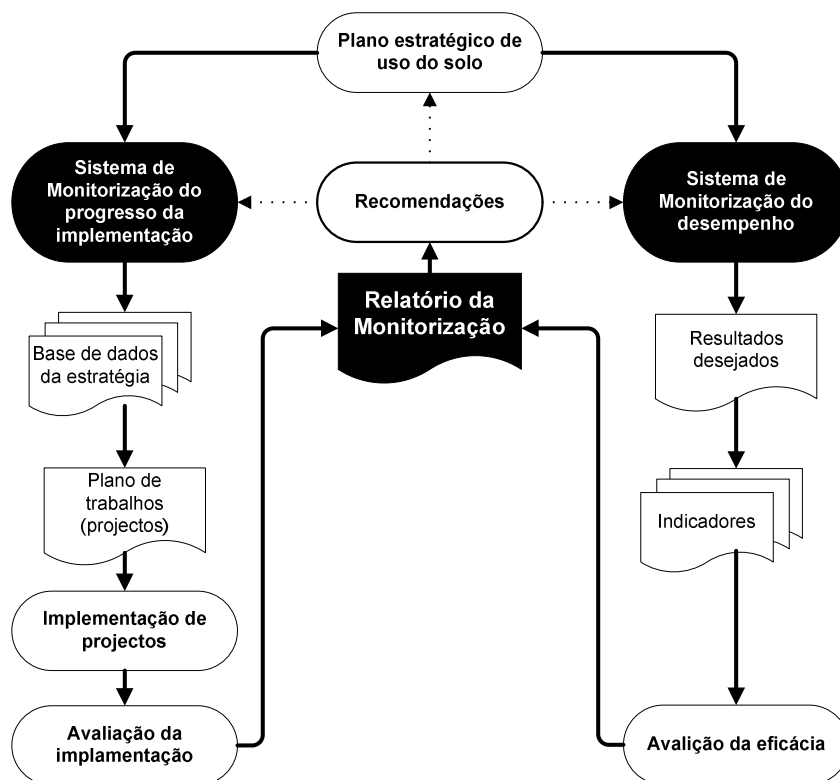 Plano estratégico de
uso do solo
Sistema de
Monitorização do
progresso da
implementação
Recomendações
Sistema de
Monitorização do
desempenho
Relatório da
Monitorização
Base de dados
da estratégia
Resultados
desejados
Plano de
trabalhos
(projectos)
Indicadores
Implementação de
projectos
Avaliação da
implamentação
Avalição da eficácia